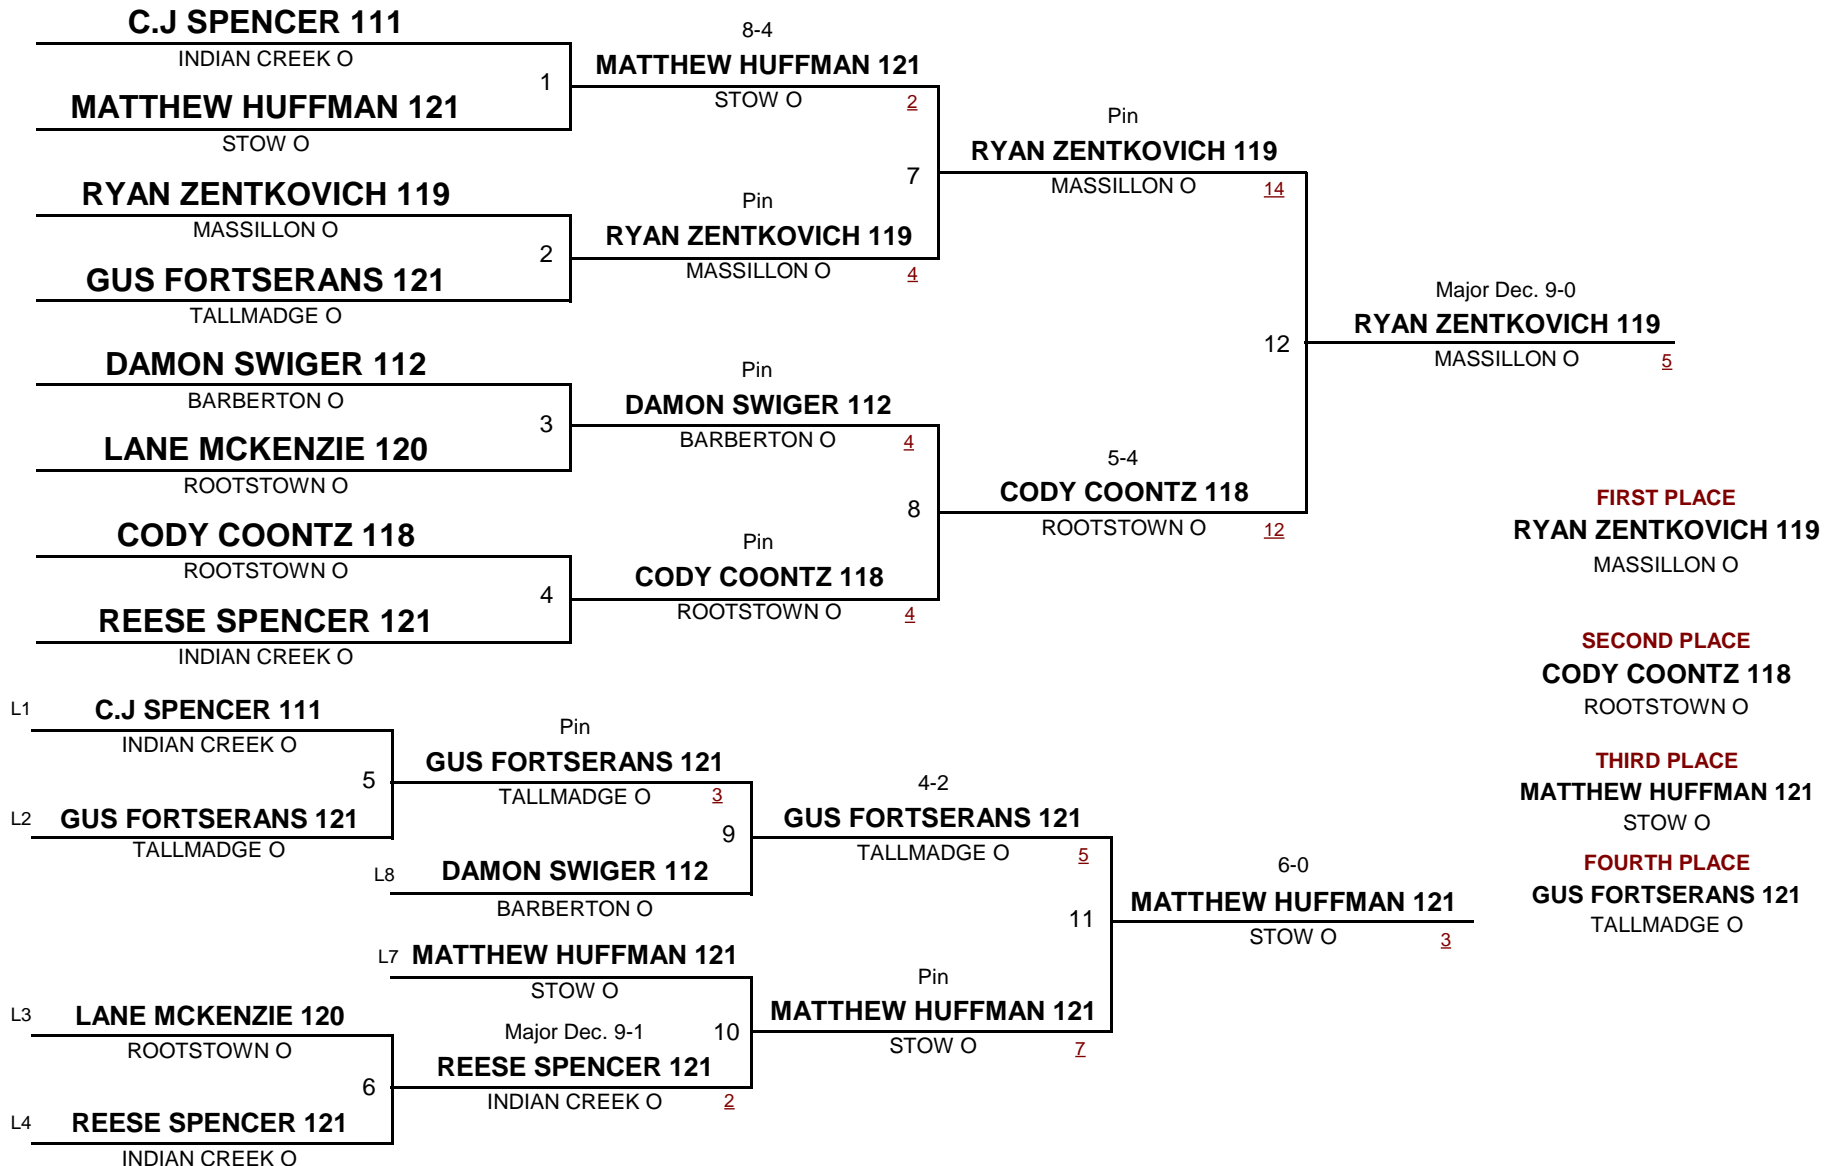 C.J SPENCER 111
INDIAN CREEK O
1
MATTHEW HUFFMAN 121
STOW O
8-4
MATTHEW HUFFMAN 121
STOW O
2
RYAN ZENTKOVICH 119
MASSILLON O
2
GUS FORTSERANS 121
TALLMADGE O
Pin
RYAN ZENTKOVICH 119
MASSILLON O
4
7
Pin
RYAN ZENTKOVICH 119
MASSILLON O
14
DAMON SWIGER 112
BARBERTON O
3
LANE MCKENZIE 120
ROOTSTOWN O
Pin
DAMON SWIGER 112
BARBERTON O
4
CODY COONTZ 118
ROOTSTOWN O
4
REESE SPENCER 121
INDIAN CREEK O
Pin
CODY COONTZ 118
ROOTSTOWN O
4
8
5-4
CODY COONTZ 118
ROOTSTOWN O
12
12
Major Dec. 9-0
RYAN ZENTKOVICH 119
MASSILLON O
5
FIRST PLACE
RYAN ZENTKOVICH 119
MASSILLON O
SECOND PLACE
CODY COONTZ 118
ROOTSTOWN O
THIRD PLACE
MATTHEW HUFFMAN 121
STOW O
FOURTH PLACE
GUS FORTSERANS 121
TALLMADGE O
L1
C.J SPENCER 111
INDIAN CREEK O
5
L2
GUS FORTSERANS 121
TALLMADGE O
Pin
GUS FORTSERANS 121
TALLMADGE O
3
9
L8
DAMON SWIGER 112
BARBERTON O
4-2
GUS FORTSERANS 121
TALLMADGE O
5
L7
MATTHEW HUFFMAN 121
STOW O
L3
LANE MCKENZIE 120
ROOTSTOWN O
6
L4
REESE SPENCER 121
INDIAN CREEK O
Major Dec. 9-1
REESE SPENCER 121
INDIAN CREEK O
2
10
Pin
MATTHEW HUFFMAN 121
STOW O
7
11
6-0
MATTHEW HUFFMAN 121
STOW O
3